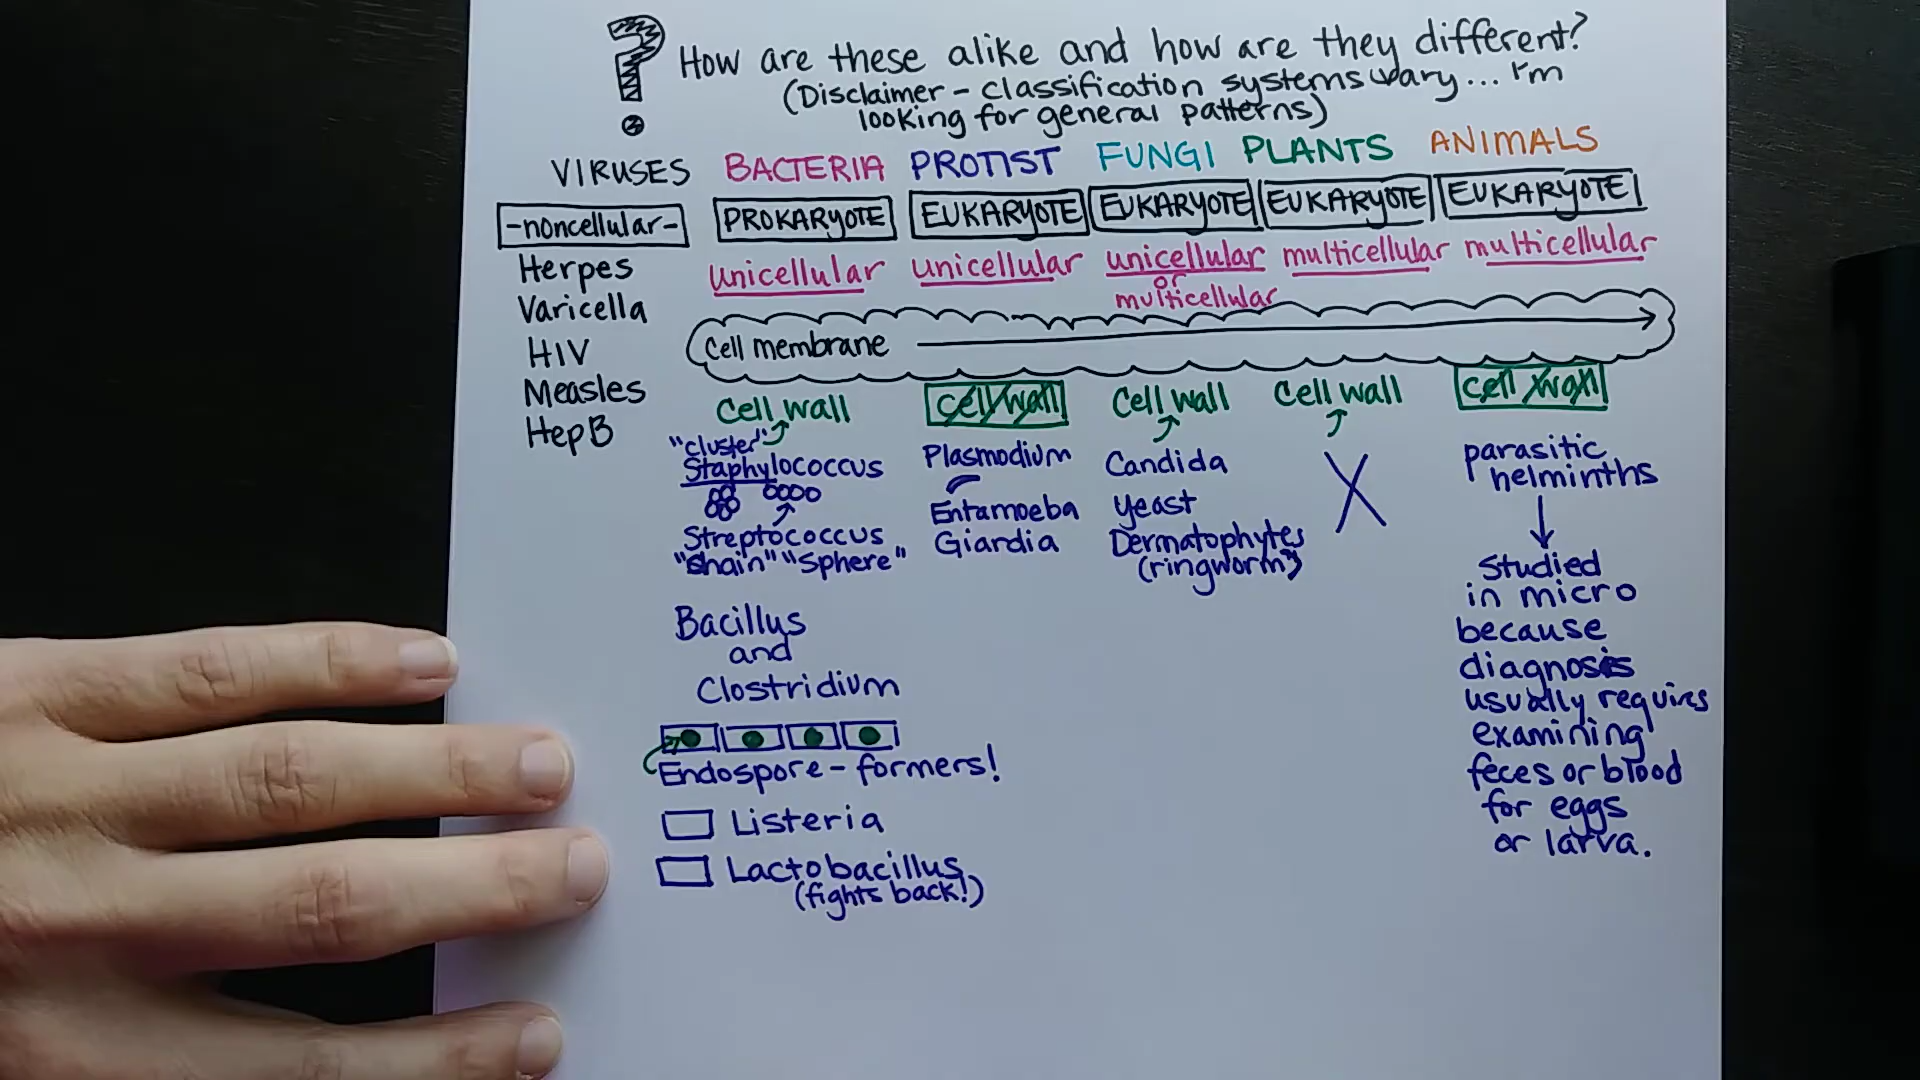 ? How are these alike and how are they different?
(Disclaimer - classification systems vary... I'm
looking for general patterns)
VIRUSES BACTERIA PROTIST FUNGI PLANTS ANIMALS
-noncellular- PROKARYOTE EUKARYOTE EUKARYOTE EUKARYOTE EUKARYOTE
Herpes
Varicella
HIV
Measles
Hep B
unicellular unicellular unicellular multicellular multicellular
or
multicellular
Cell membrane
Cell wall cell wall Cell wall Cell wall cell wall
"cluster"
Staphylococcus
Streptococcus
"chain" "Sphere"
Bacillus
and
Clostridium
Endospore-formers!
Listeria
Lactobacillus
(fights back!)
Plasmodium
Entamoeba
Giardia
Candida
yeast
Dermatophytes
(ringworm)
X
parasitic
helminths
Studied
in micro
because
diagnosis
usually requires
examining
feces or blood
for eggs
or larva.